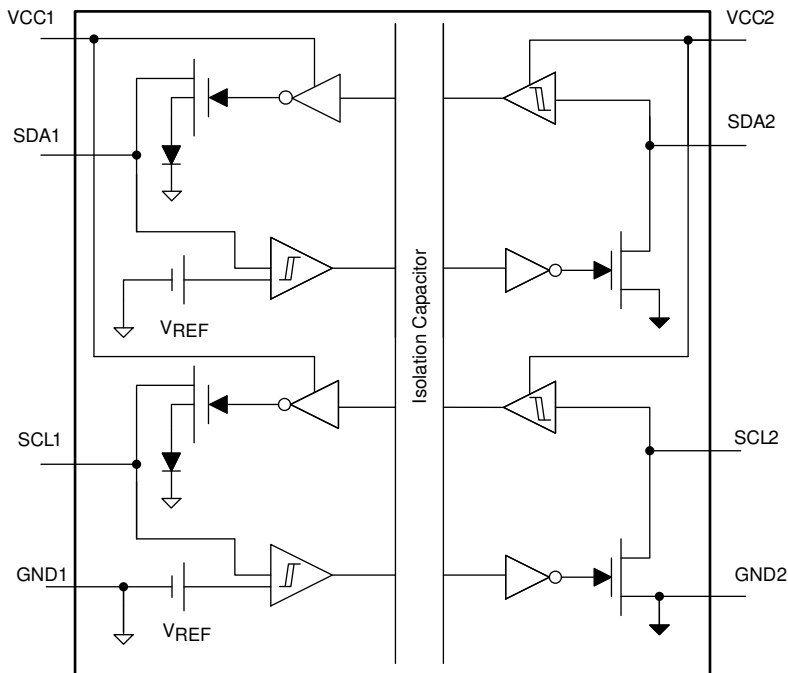 VCC1
VCC2
SDA1
SDA2
VREF
Isolation Capacitor
SCL1
SCL2
GND1
GND2
VREF